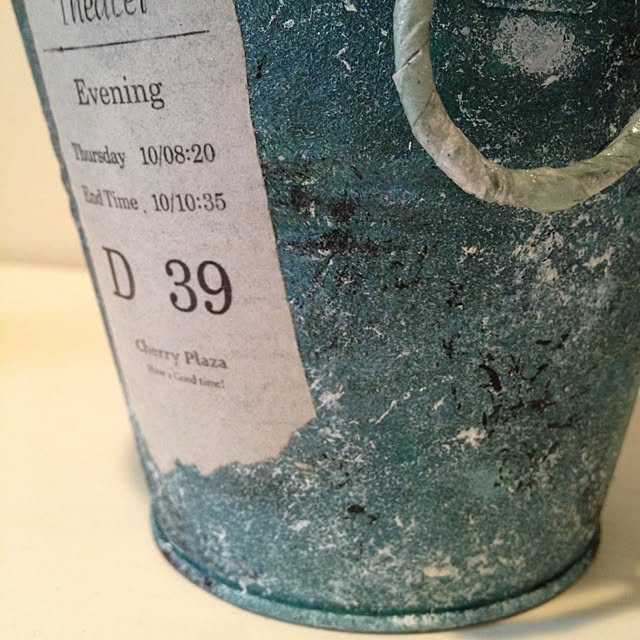 Theater
Evening
Thursday 10/08:20
End Time 10/10:35
D 39
Cherry Plaza
Have a Good time!